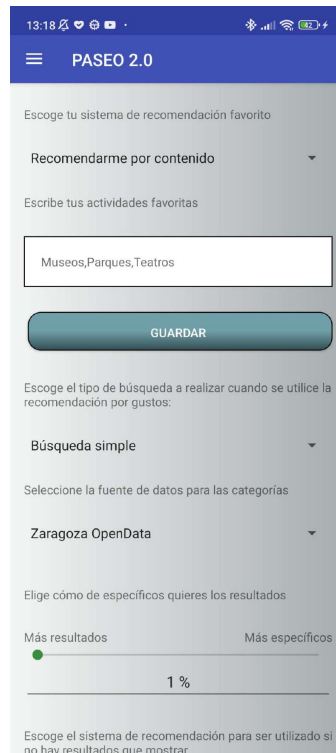 13:18
42
PASEO 2.0
Escoge tu sistema de recomendación favorito
Recomendarme por contenido
Escribe tus actividades favoritas
Museos,Parques,Teatros
GUARDAR
Escoge el tipo de búsqueda a realizar cuando se utilice la
recomendación por gustos:
Búsqueda simple
Seleccione la fuente de datos para las categorías
Zaragoza OpenData
Elige cómo de específicos quieres los resultados
Más resultados Más específicos
1 %
Escoge el sistema de recomendación para ser utilizado si
no hay resultados que mostrar